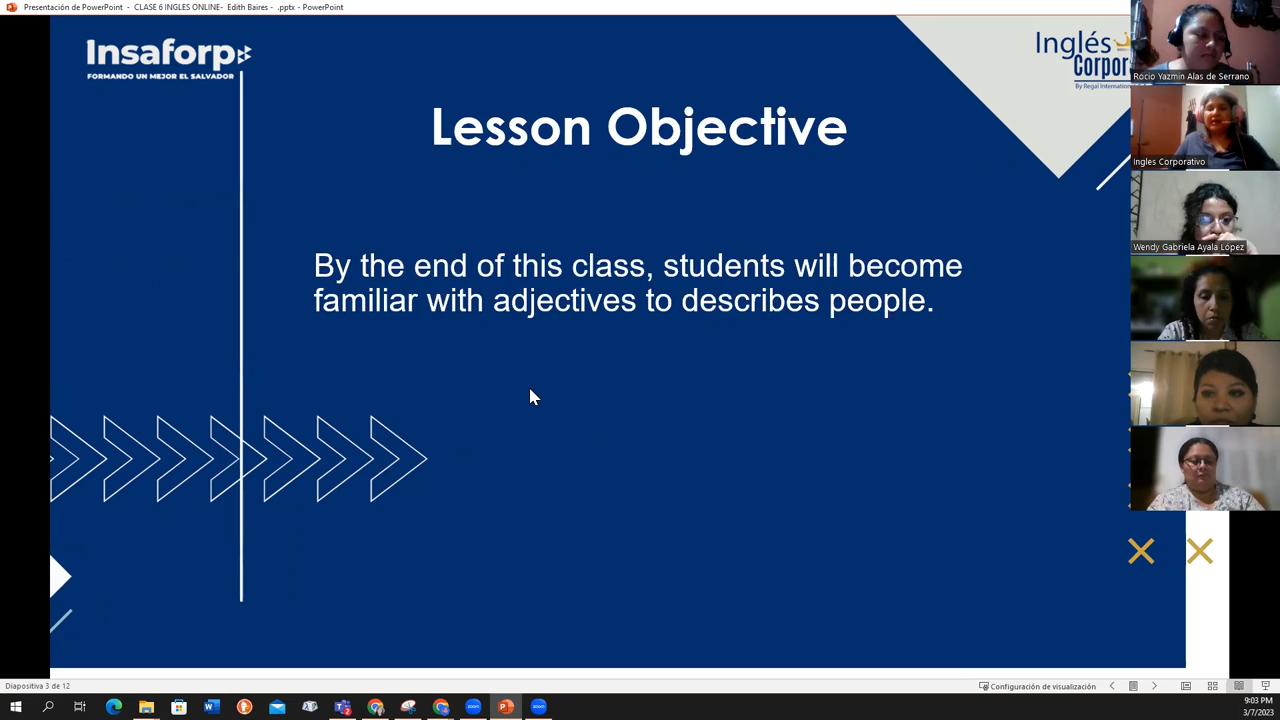 Presentación de PowerPoint - CLASE 6 INGLES ONLINE- Edith Baires - .pptx - PowerPoint
Insaforp
FORMANDO UN MEJOR EL SALVADOR
Inglés
Corpor
By Regal Internation
Lesson Objective
By the end of this class, students will become
familiar with adjectives to describes people.
Rocio Yazmin Alas de Serrano
Ingles Corporativo
Wendy Gabriela Ayala López
Diapositiva 3 de 12
Configuración de visualización
9:03 PM
3/7/2023